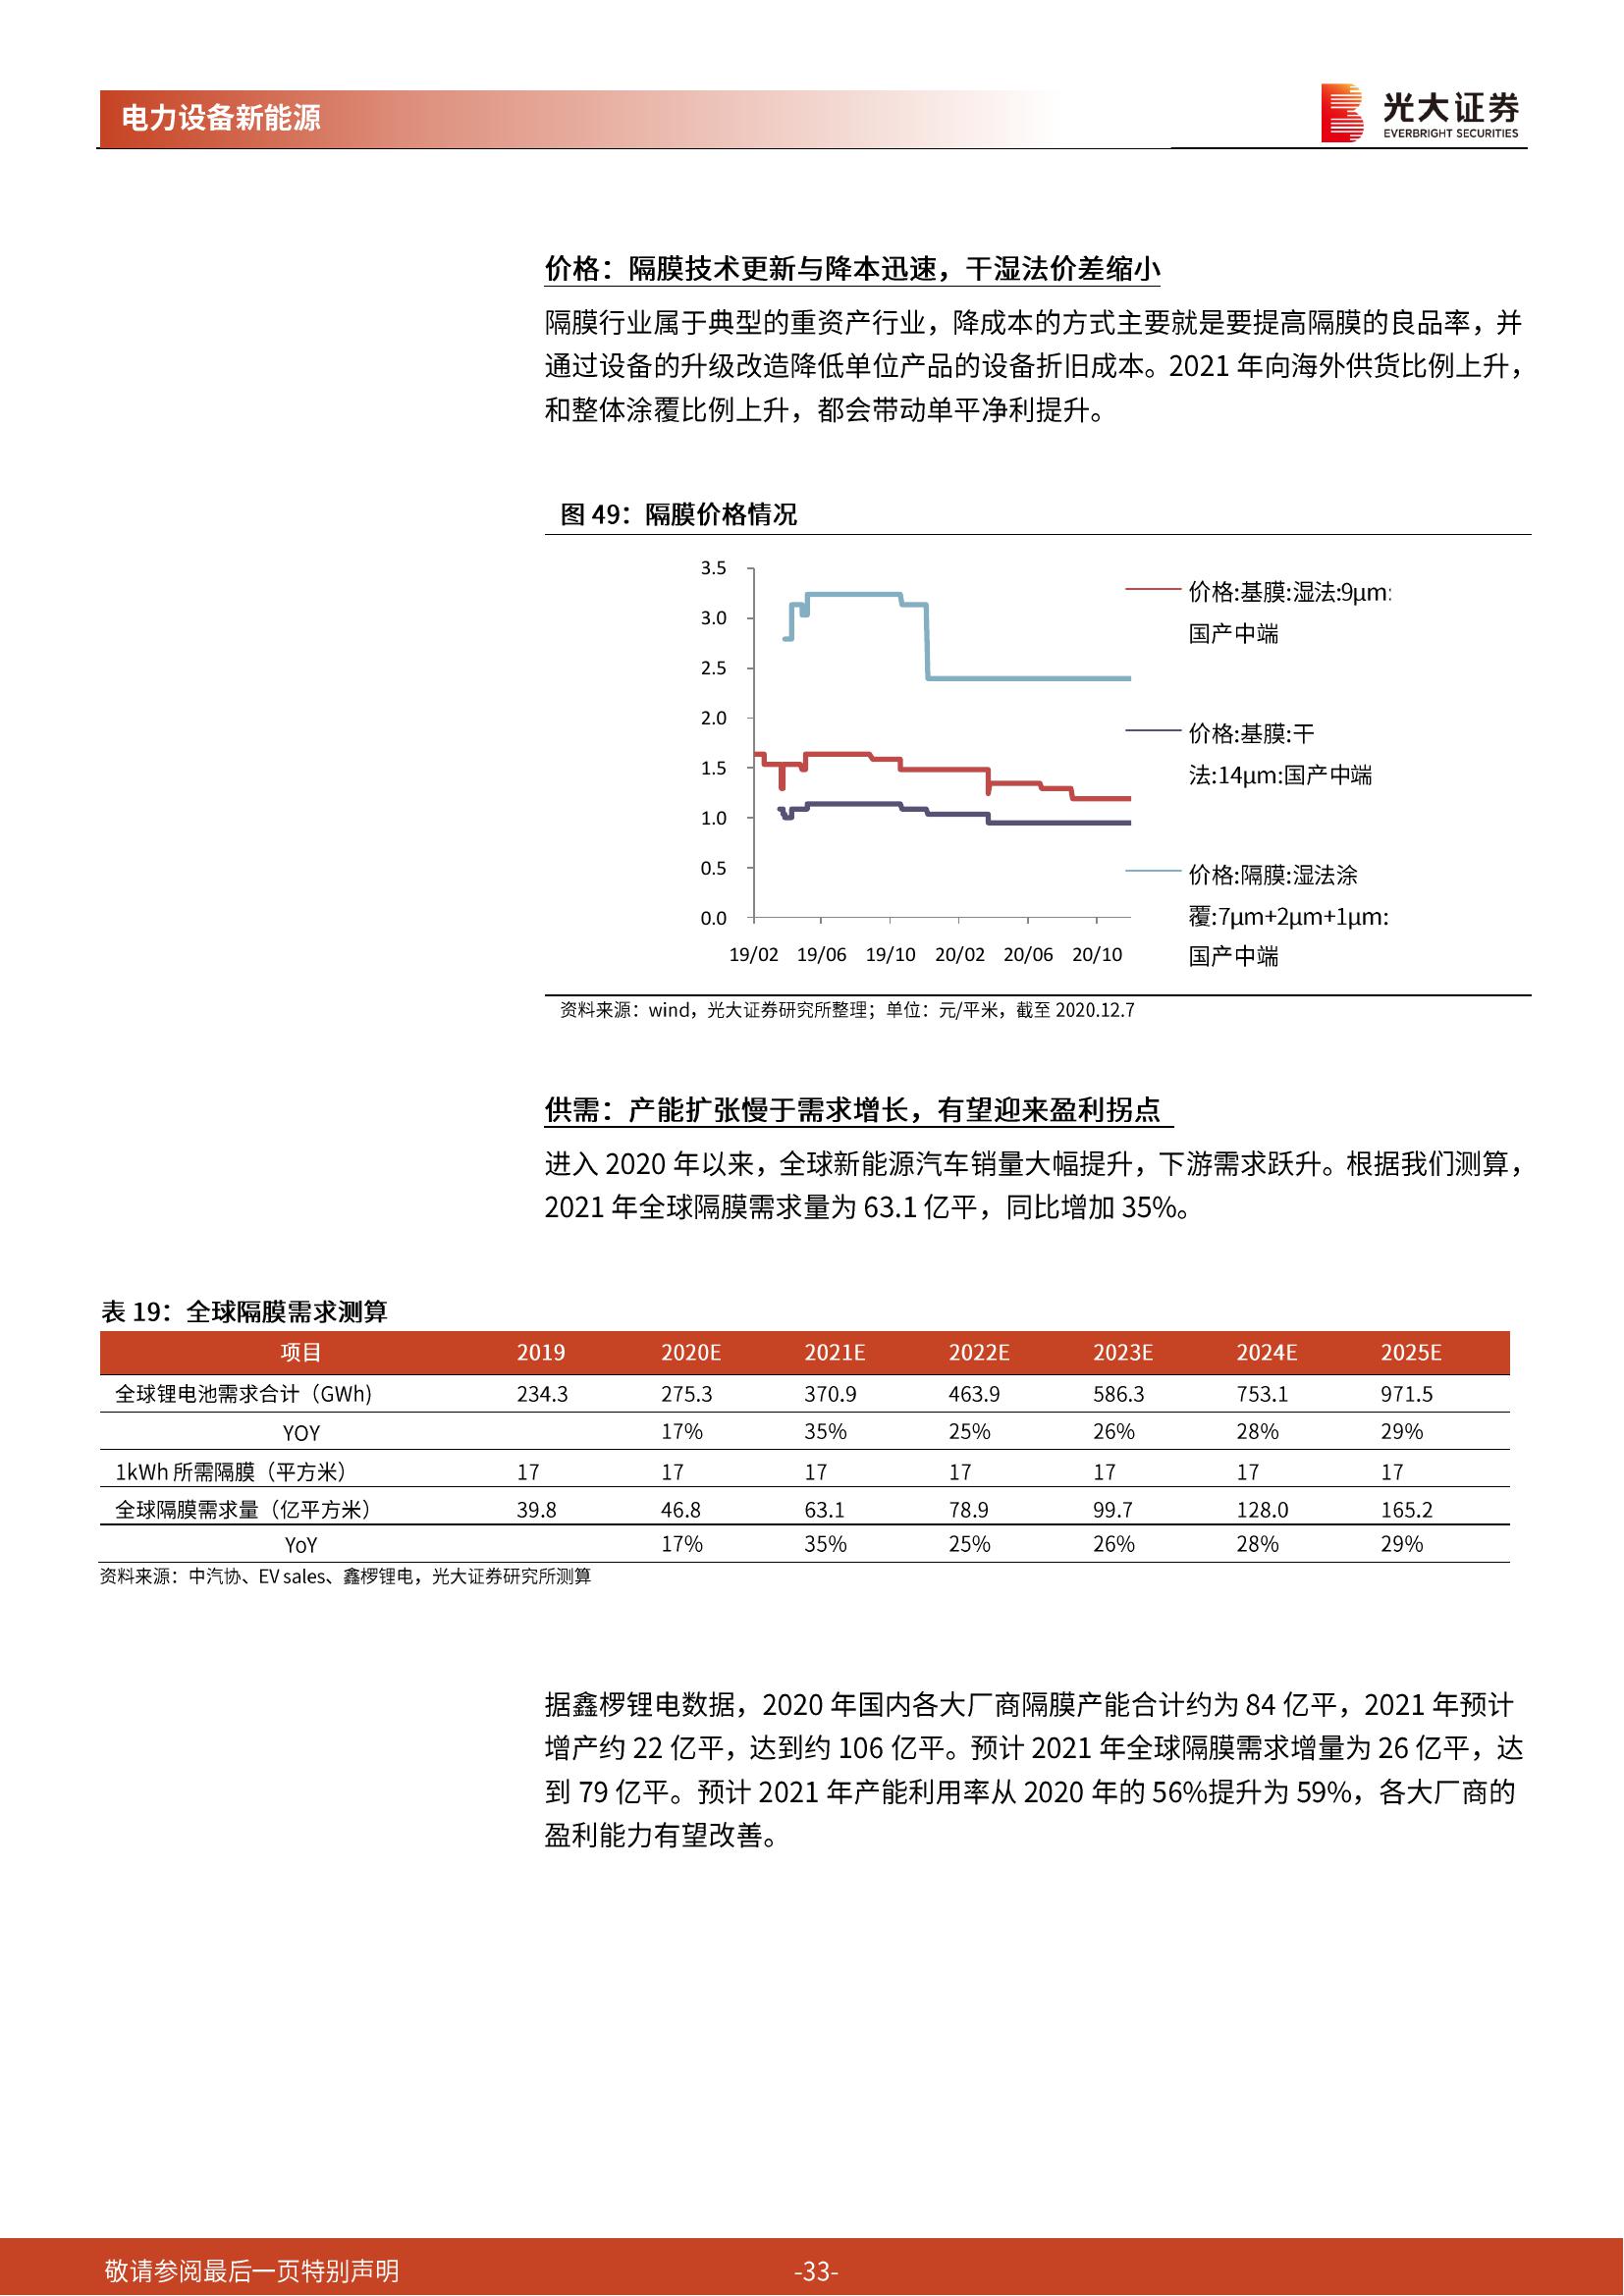 电力设备新能源
光大证券
EVERBRIGHT SECURITIES
价格：隔膜技术更新与降本迅速，干湿法价差缩小
隔膜行业属于典型的重资产行业，降成本的方式主要就是要提高隔膜的良品率，并
通过设备的升级改造降低单位产品的设备折旧成本。2021 年向海外供货比例上升，
和整体涂覆比例上升，都会带动单平净利提升。
图 49：隔膜价格情况
3.5
3.0
2.5
2.0
1.5
1.0
0.5
0.0
19/02 19/06 19/10 20/02 20/06 20/10
价格:基膜:湿法:9μm:
国产中端
价格:基膜:干
法:14μm:国产中端
价格:隔膜:湿法涂
覆:7μm+2μm+1μm:
国产中端
资料来源：wind，光大证券研究所整理；单位：元/平米，截至 2020.12.7
供需：产能扩张慢于需求增长，有望迎来盈利拐点
进入 2020 年以来，全球新能源汽车销量大幅提升，下游需求跃升。根据我们测算，
2021 年全球隔膜需求量为 63.1 亿平，同比增加 35%。
表 19：全球隔膜需求测算
项目 2019 2020E 2021E 2022E 2023E 2024E 2025E
全球锂电池需求合计（GWh) 234.3 275.3 370.9 463.9 586.3 753.1 971.5
YOY 17% 35% 25% 26% 28% 29%
1kWh 所需隔膜（平方米） 17 17 17 17 17 17 17
全球隔膜需求量（亿平方米） 39.8 46.8 63.1 78.9 99.7 128.0 165.2
YoY 17% 35% 25% 26% 28% 29%
资料来源：中汽协、EV sales、鑫椤锂电，光大证券研究所测算
据鑫椤锂电数据，2020 年国内各大厂商隔膜产能合计约为 84 亿平，2021 年预计
增产约 22 亿平，达到约 106 亿平。预计 2021 年全球隔膜需求增量为 26 亿平，达
到 79 亿平。预计 2021 年产能利用率从 2020 年的 56%提升为 59%，各大厂商的
盈利能力有望改善。
敬请参阅最后一页特别声明
-33-